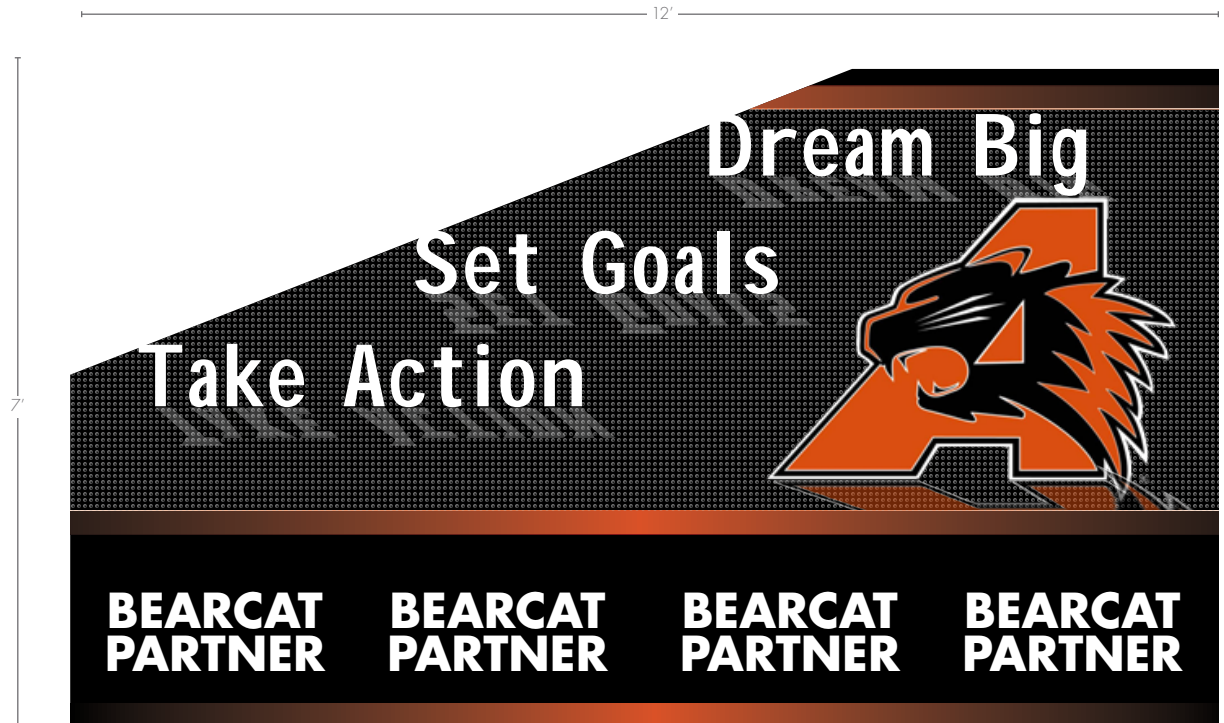 12'
7'
Dream Big
Set Goals
Take Action
A
®
BEARCAT PARTNER
BEARCAT PARTNER
BEARCAT PARTNER
BEARCAT PARTNER